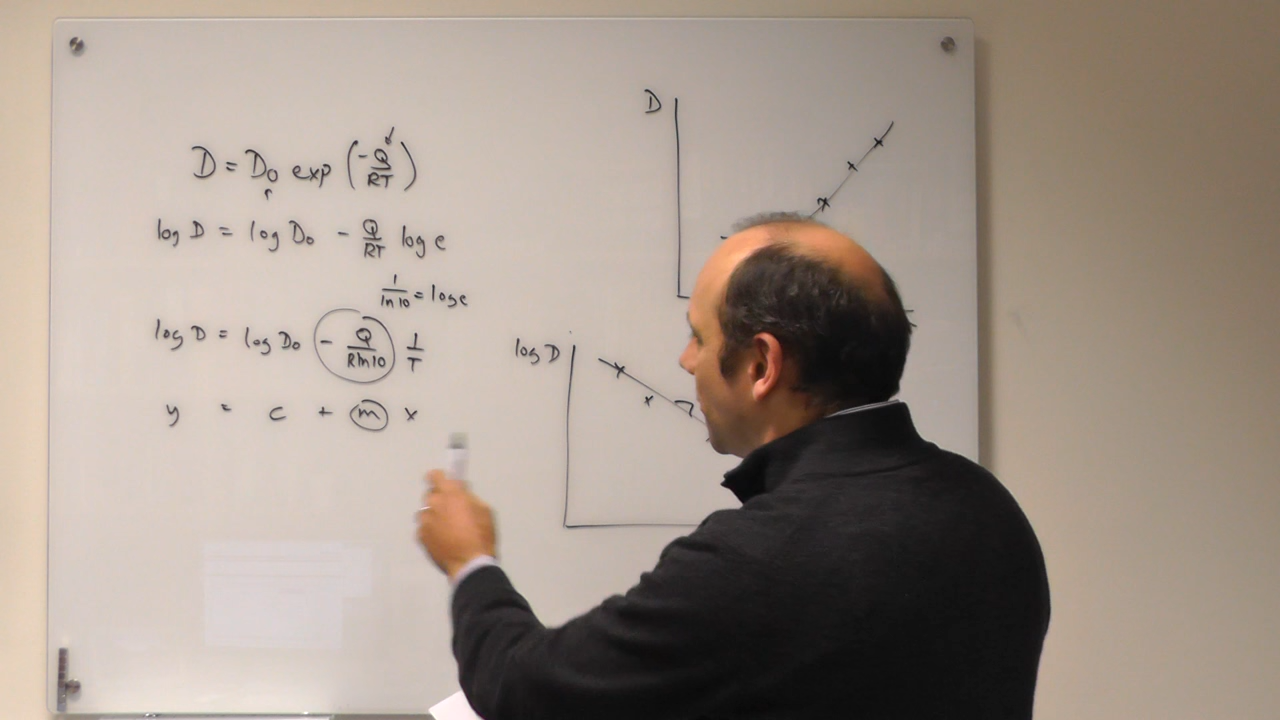 D = D₀ exp (-Q/RT)
log D = log D₀ - Q/RT log e
1/ln10 = log e
log D = log D₀ - Q/Rln10 1/T
y = c + m x
D
log D